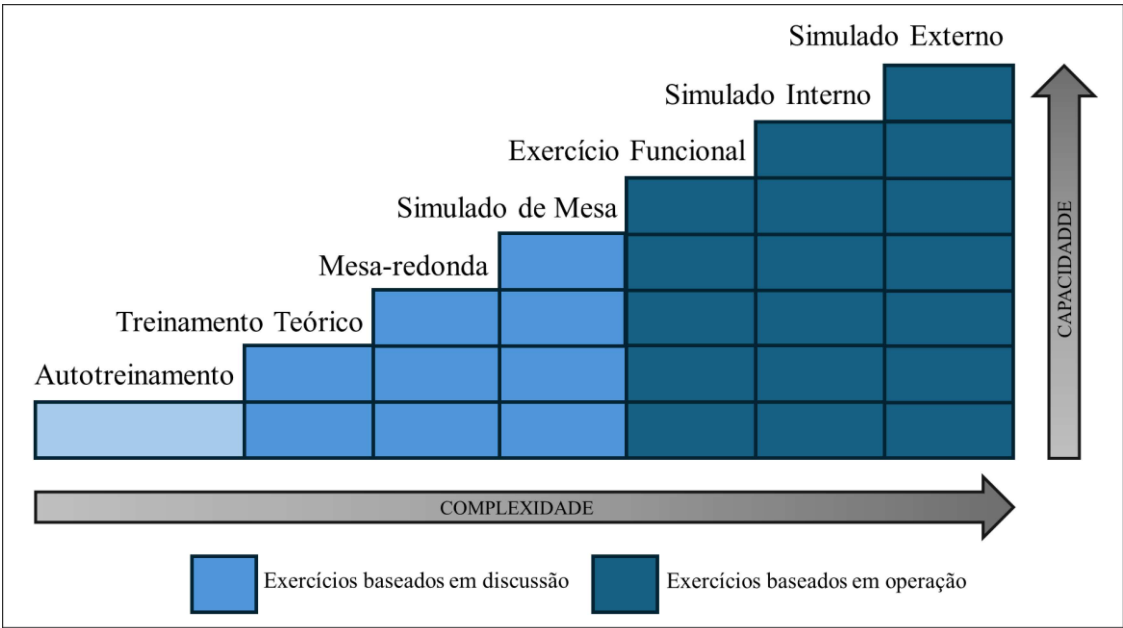 Simulado Externo
Simulado Interno
Exercício Funcional
Simulado de Mesa
Mesa-redonda
Treinamento Teórico
Autotreinamento
CAPACIDADDE
COMPLEXIDADE
Exercícios baseados em discussão
Exercícios baseados em operação